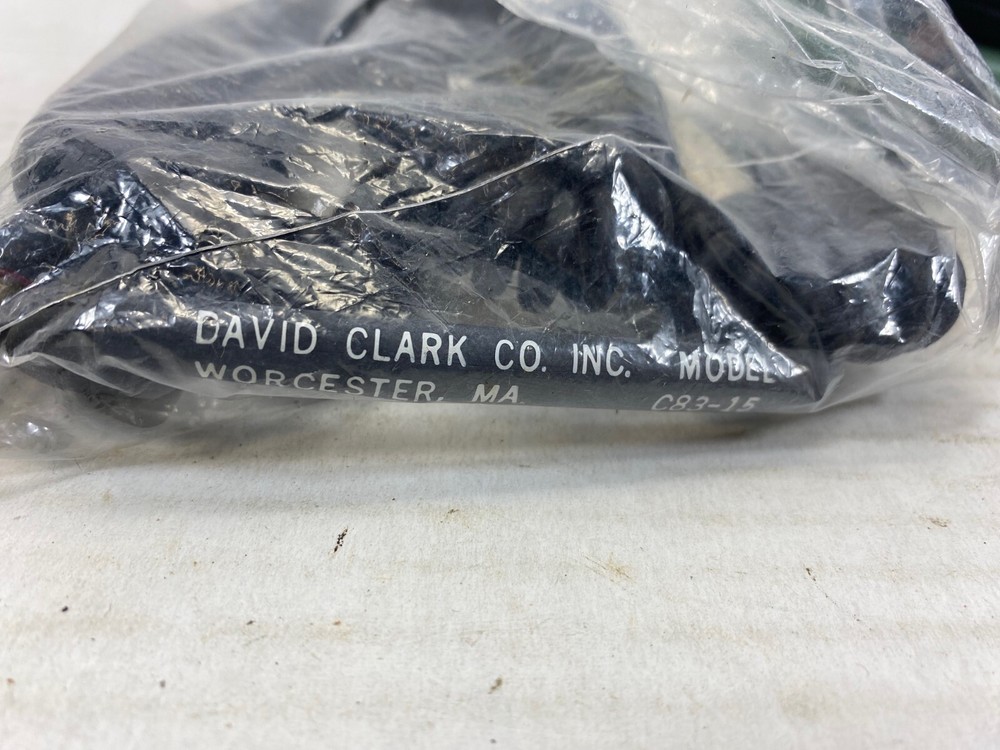 DAVID CLARK CO. INC. MODEL
WORCESTER, MA. C83-15